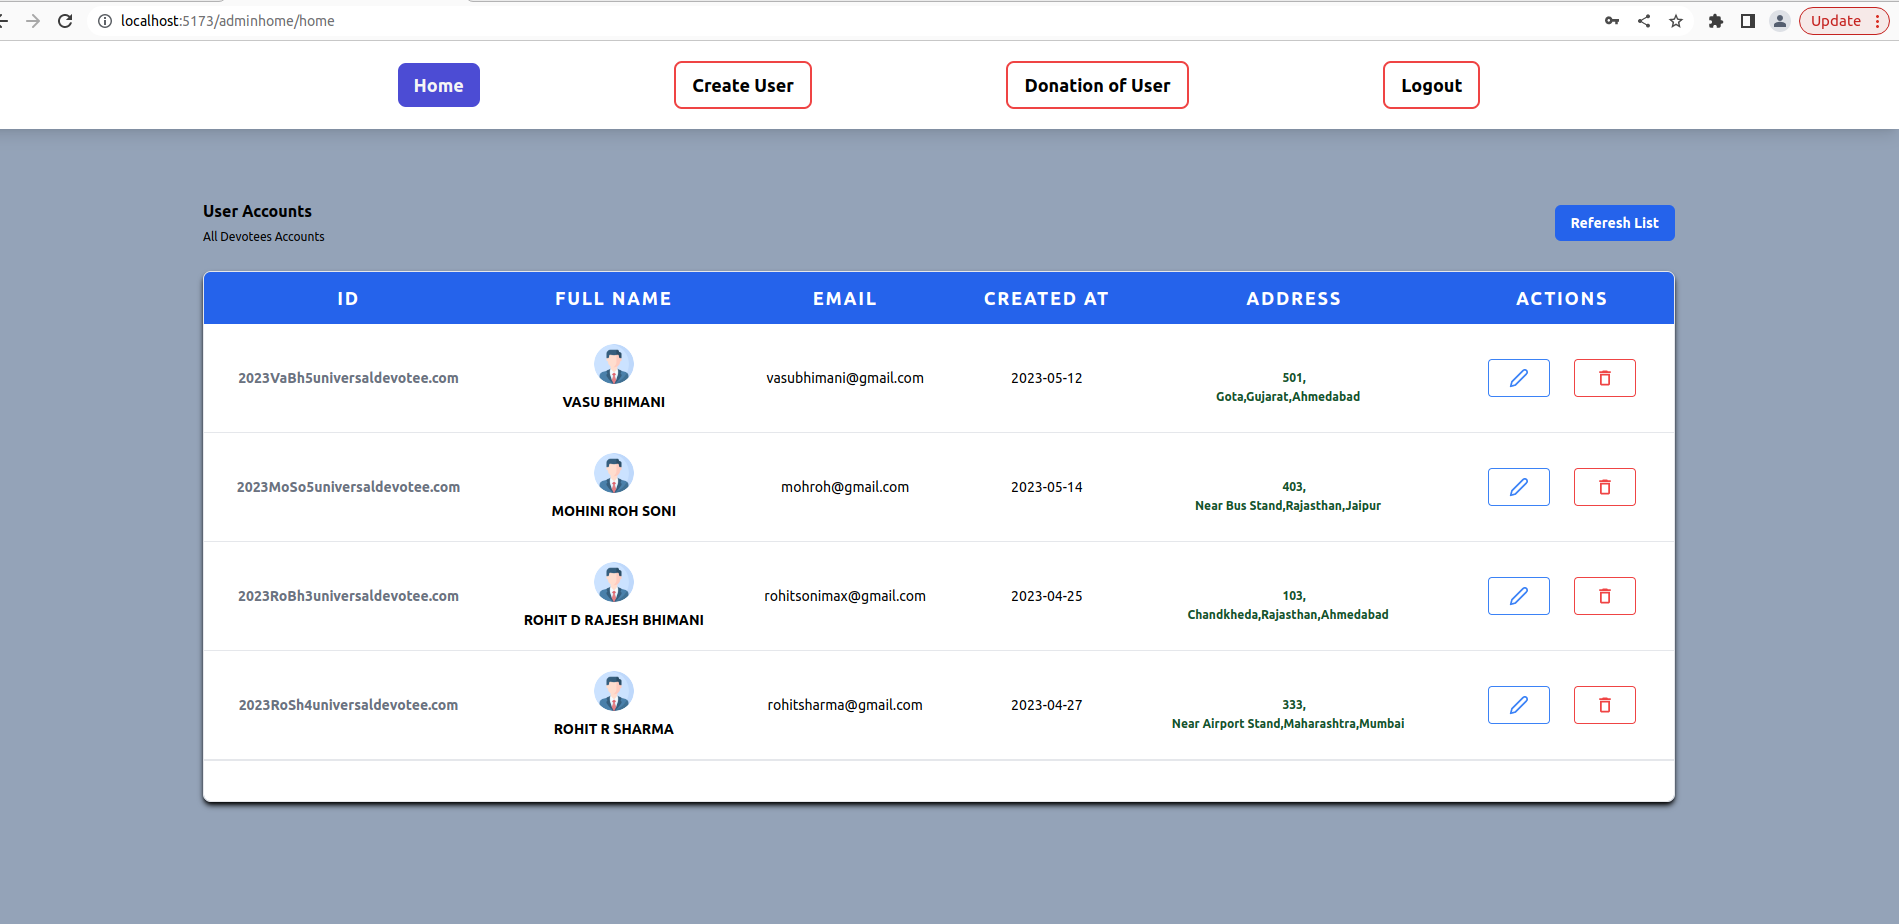 localhost:5173/adminhome/home
Update
Home
Create User
Donation of User
Logout
User Accounts
All Devotees Accounts
Referesh List
ID FULL NAME EMAIL CREATED AT ADDRESS ACTIONS
2023VaBh5universaldevotee.com
VASU BHIMANI
vasubhimani@gmail.com
2023-05-12
501,
Gota,Gujarat,Ahmedabad
2023MoSo5universaldevotee.com
MOHINI ROH SONI
mohroh@gmail.com
2023-05-14
403,
Near Bus Stand,Rajasthan,Jaipur
2023RoBh3universaldevotee.com
ROHIT D RAJESH BHIMANI
rohitsonimax@gmail.com
2023-04-25
103,
Chandkheda,Rajasthan,Ahmedabad
2023RoSh4universaldevotee.com
ROHIT R SHARMA
rohitsharma@gmail.com
2023-04-27
333,
Near Airport Stand,Maharashtra,Mumbai